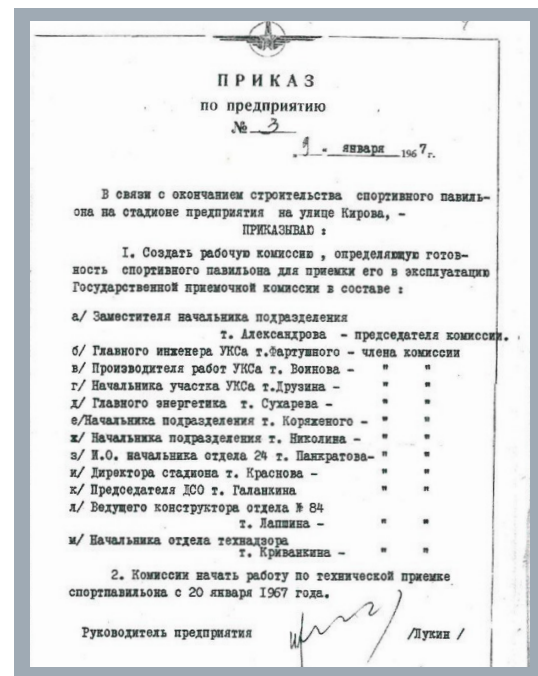 ПРИКАЗ
по предприятию
№ 3
„ 9 " января 1967 г.
В связи с окончанием строительства спортивного павиль-
она на стадионе предприятия на улице Кирова, -
ПРИКАЗЫВАЮ :
I. Создать рабочую комиссию , определяющую готов-
ность спортивного павильона для приемки его в эксплуатацию
Государственной приемочной комиссии в составе :
а/ Заместителя начальника подразделения
т. Александрова - председателя комиссии.
б/ Главного инженера УКСа т.Фартушного - члена комиссии
в/ Производителя работ УКСа т. Воинова - " "
г/ Начальника участка УКСа т.Друзина - " "
д/ Главного энергетика т. Сухарева - " "
е/Начальника подразделения т. Коряженого - " "
ж/ Начальника подразделения т. Николина - " "
з/ И.О. начальника отдела 24 т. Панкратова- " "
и/ Директора стадиона т. Краснова - " "
к/ Председателя ДСО т. Галанкина " "
л/ Ведущего конструктора отдела № 84
т. Лапшина - " "
м/ Начальника отдела технадзора
т. Криванкина - " "
2. Комиссии начать работу по технической приемке
спортпавильона с 20 января 1967 года.
Руководитель предприятия /Лукин /